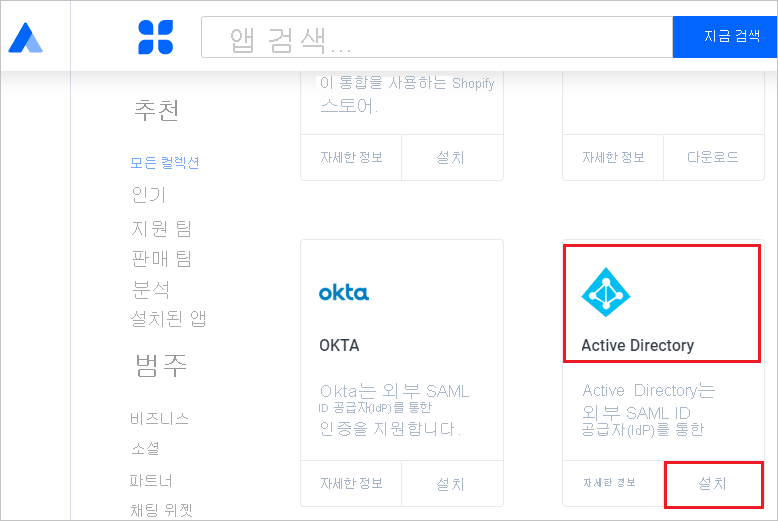 앱 검색...
지금 검색
추천
모든 컬렉션
인기
지원 팀
판매 팀
분석
설치된 앱
범주
비즈니스
소셜
파트너
채팅 위젯
이 통합을 사용하는 Shopify
스토어.
자세한 정보
설치
자세한 정보
다운로드
okta
OKTA
Okta는 외부 SAML
ID 공급자(IdP)를 통한
인증을 지원합니다.
자세한 정보
설치
Active Directory
Active Directory는
외부 SAML ID
공급자(IdP)를 통한
자세한 정보
설치